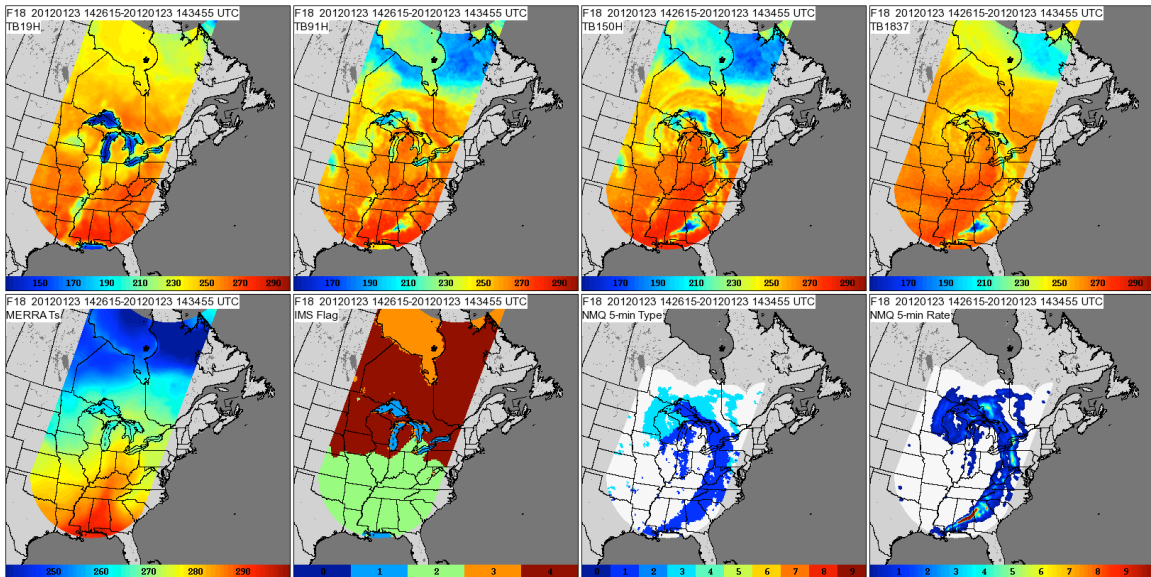 F18 20120123 142615-20120123 143455 UTC
TB19H
150 170 190 210 230 250 270 290
F18 20120123 142615-20120123 143455 UTC
TB91H
170 190 210 230 250 270 290
F18 20120123 142615-20120123 143455 UTC
TB150H
170 190 210 230 250 270 290
F18 20120123 142615-20120123 143455 UTC
TB1837
170 190 210 230 250 270 290
F18 20120123 142615-20120123 143455 UTC
MERRA Ts
250 260 270 280 290
F18 20120123 142615-20120123 143455 UTC
IMS Flag
0 1 2 3 4
F18 20120123 142615-20120123 143455 UTC
NMQ 5-min Type
0 1 2 3 4 5 6 7 8 9
F18 20120123 142615-20120123 143455 UTC
NMQ 5-min Rate
1 2 3 4 5 6 7 8 9